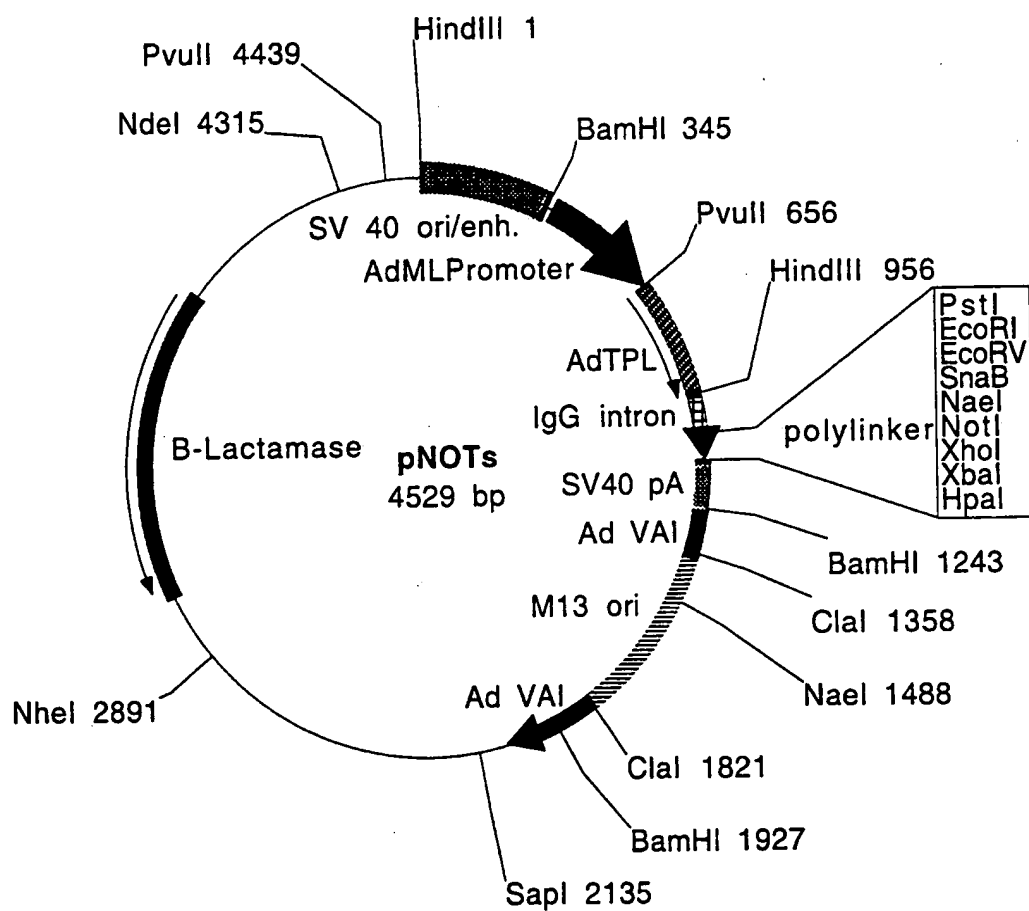 HindIII 1
PvuII 4439
NdeI 4315
BamHI 345
PvuII 656
SV 40 ori/enh.
AdMLPromoter
HindIII 956
PstI
EcoRI
EcoRV
SnaB
NaeI
NotI
XhoI
XbaI
HpaI
AdTPL
IgG intron
polylinker
B-Lactamase
pNOTs
4529 bp
SV40 pA
Ad VAI
BamHI 1243
M13 ori
ClaI 1358
NaeI 1488
NheI 2891
Ad VAI
ClaI 1821
BamHI 1927
SapI 2135